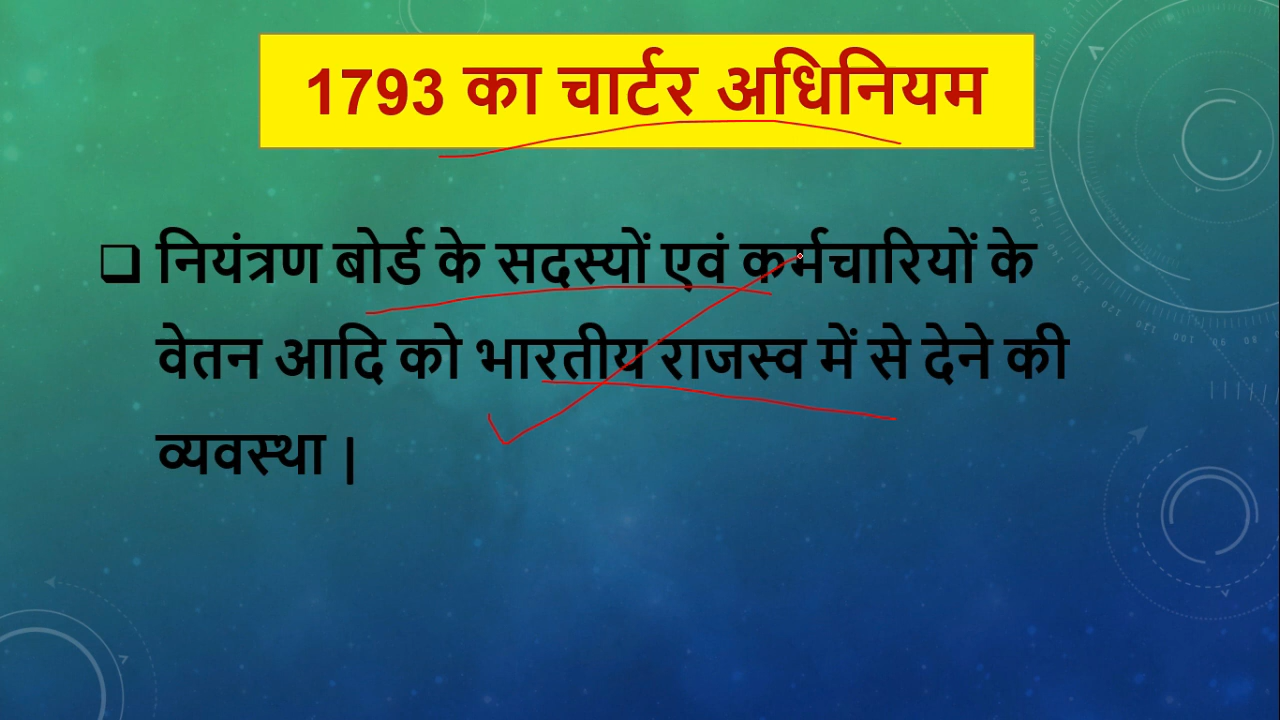 1793 का चार्टर अधिनियम
❑ नियंत्रण बोर्ड के सदस्यों एवं कर्मचारियों के
वेतन आदि को भारतीय राजस्व में से देने की
व्यवस्था |